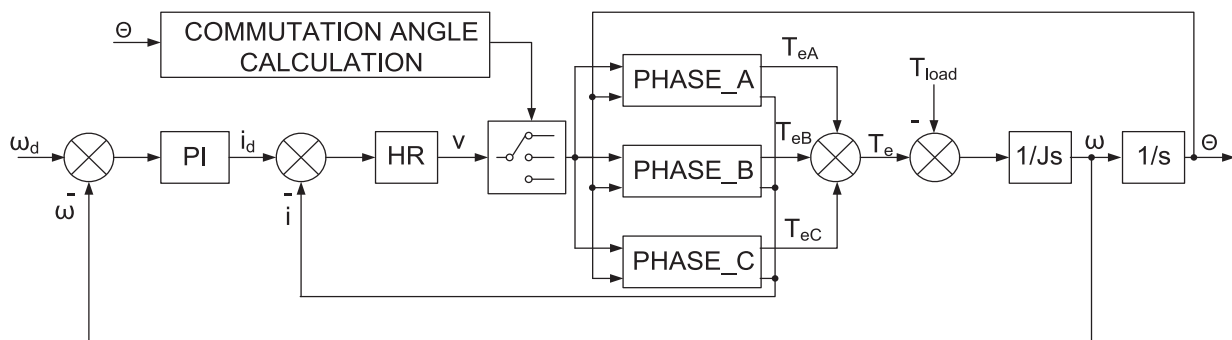 Θ
COMMUTATION ANGLE
CALCULATION
T_eA
PHASE_A
T_load
-
ω_d
PI
i_d
HR
v
T_eB
PHASE_B
T_e
1/Js
ω
1/s
Θ
-
ω
-
i
T_eC
PHASE_C